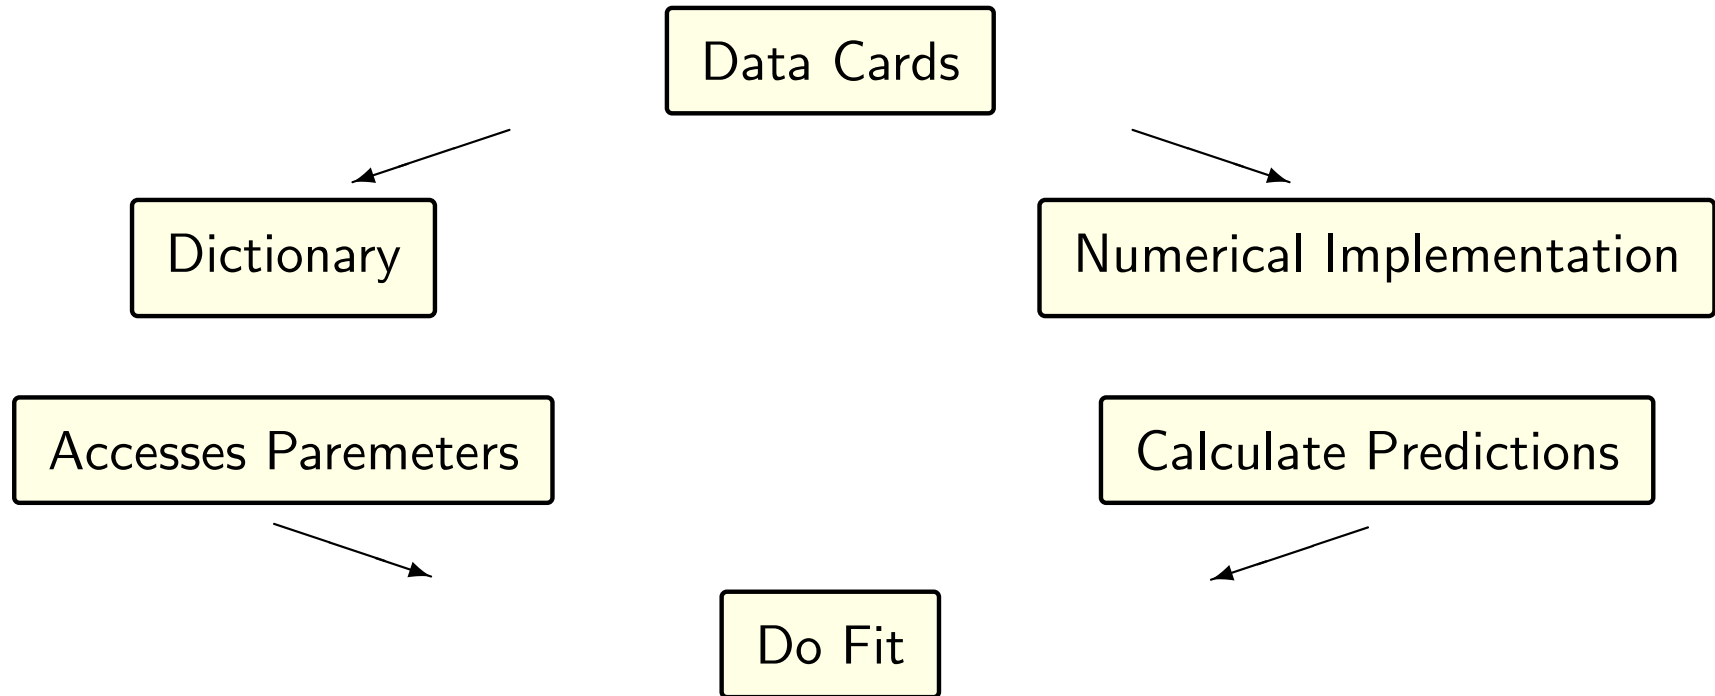 Data Cards
Dictionary
Numerical Implementation
Accesses Paremeters
Calculate Predictions
Do Fit